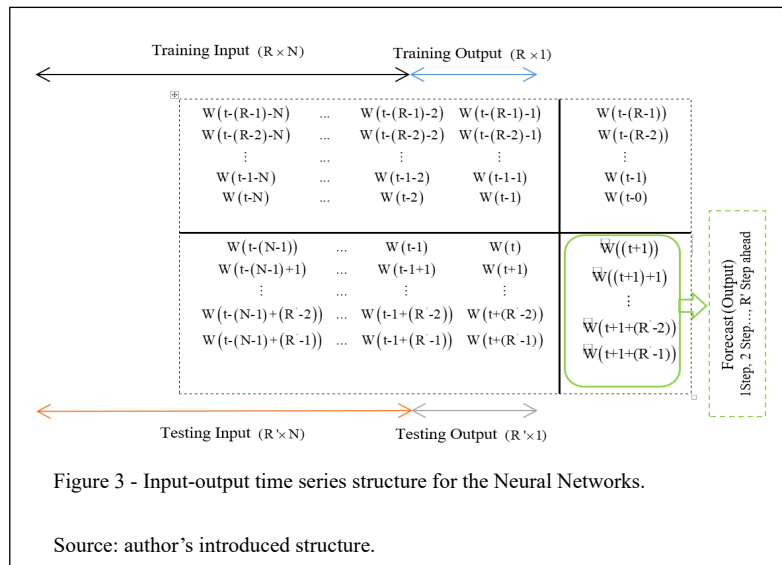 Training Input (R × N) Training Output (R × 1)
W(t-(R-1)-N) ... W(t-(R-1)-2) W(t-(R-1)-1) W(t-(R-1))
W(t-(R-2)-N) ... W(t-(R-2)-2) W(t-(R-2)-1) W(t-(R-2))
⋮ ... ⋮ ⋮ ⋮
W(t-1-N) ... W(t-1-2) W(t-1-1) W(t-1)
W(t-N) ... W(t-2) W(t-1) W(t-0)
W(t-(N-1)) ... W(t-1) W(t) W((t+1))
W(t-(N-1)+1) ... W(t-1+1) W(t+1) W((t+1)+1)
⋮ ... ⋮ ⋮ ⋮
W(t-(N-1)+(R'-2)) ... W(t-1+(R'-2)) W(t+(R'-2)) W(t+1+(R'-2))
W(t-(N-1)+(R'-1)) ... W(t-1+(R'-1)) W(t+(R'-1)) W(t+1+(R'-1))
Forecast (Output)
1Step, 2 Step…, R' Step ahead
Testing Input (R'×N) Testing Output (R'×1)
Figure 3 - Input-output time series structure for the Neural Networks.
Source: author’s introduced structure.